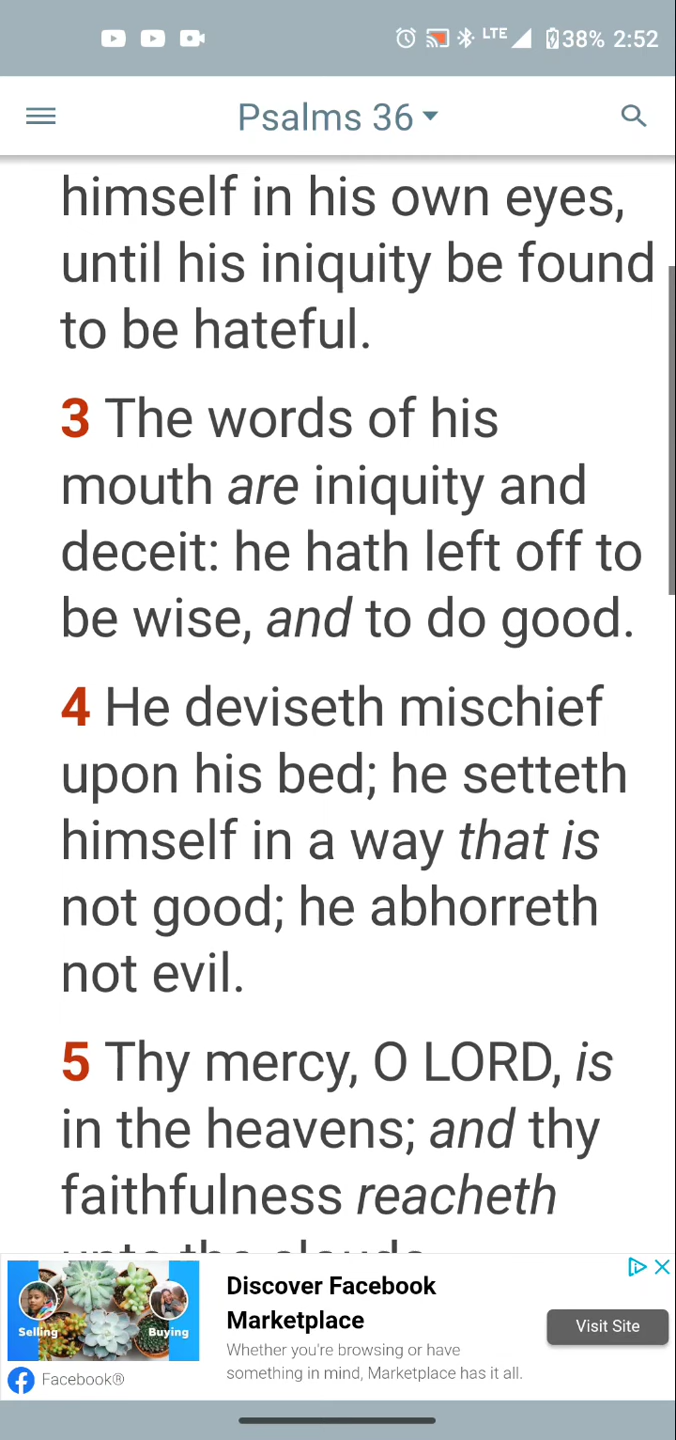 LTE 38% 2:52
Psalms 36
himself in his own eyes,
until his iniquity be found
to be hateful.
3 The words of his
mouth are iniquity and
deceit: he hath left off to
be wise, and to do good.
4 He deviseth mischief
upon his bed; he setteth
himself in a way that is
not good; he abhorreth
not evil.
5 Thy mercy, O LORD, is
in the heavens; and thy
faithfulness reacheth
unto the clouds.
Selling
Buying
Facebook®
Discover Facebook
Marketplace
Whether you're browsing or have
something in mind, Marketplace has it all.
Visit Site